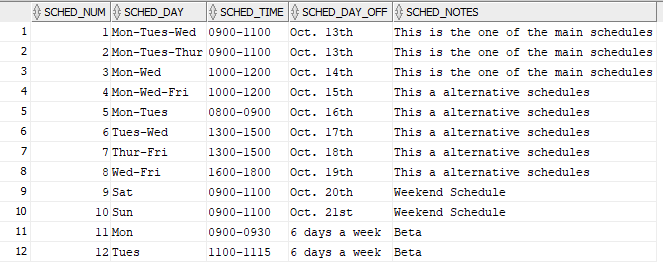 SCHED_NUM SCHED_DAY SCHED_TIME SCHED_DAY_OFF SCHED_NOTES
1 1 Mon-Tues-Wed 0900-1100 Oct. 13th This is the one of the main schedules
2 2 Mon-Tues-Thur 0900-1100 Oct. 13th This is the one of the main schedules
3 3 Mon-Wed 1000-1200 Oct. 14th This is the one of the main schedules
4 4 Mon-Wed-Fri 1000-1200 Oct. 15th This a alternative schedules
5 5 Mon-Tues 0800-0900 Oct. 16th This a alternative schedules
6 6 Tues-Wed 1300-1500 Oct. 17th This a alternative schedules
7 7 Thur-Fri 1300-1500 Oct. 18th This a alternative schedules
8 8 Wed-Fri 1600-1800 Oct. 19th This a alternative schedules
9 9 Sat 0900-1100 Oct. 20th Weekend Schedule
10 10 Sun 0900-1100 Oct. 21st Weekend Schedule
11 11 Mon 0900-0930 6 days a week Beta
12 12 Tues 1100-1115 6 days a week Beta